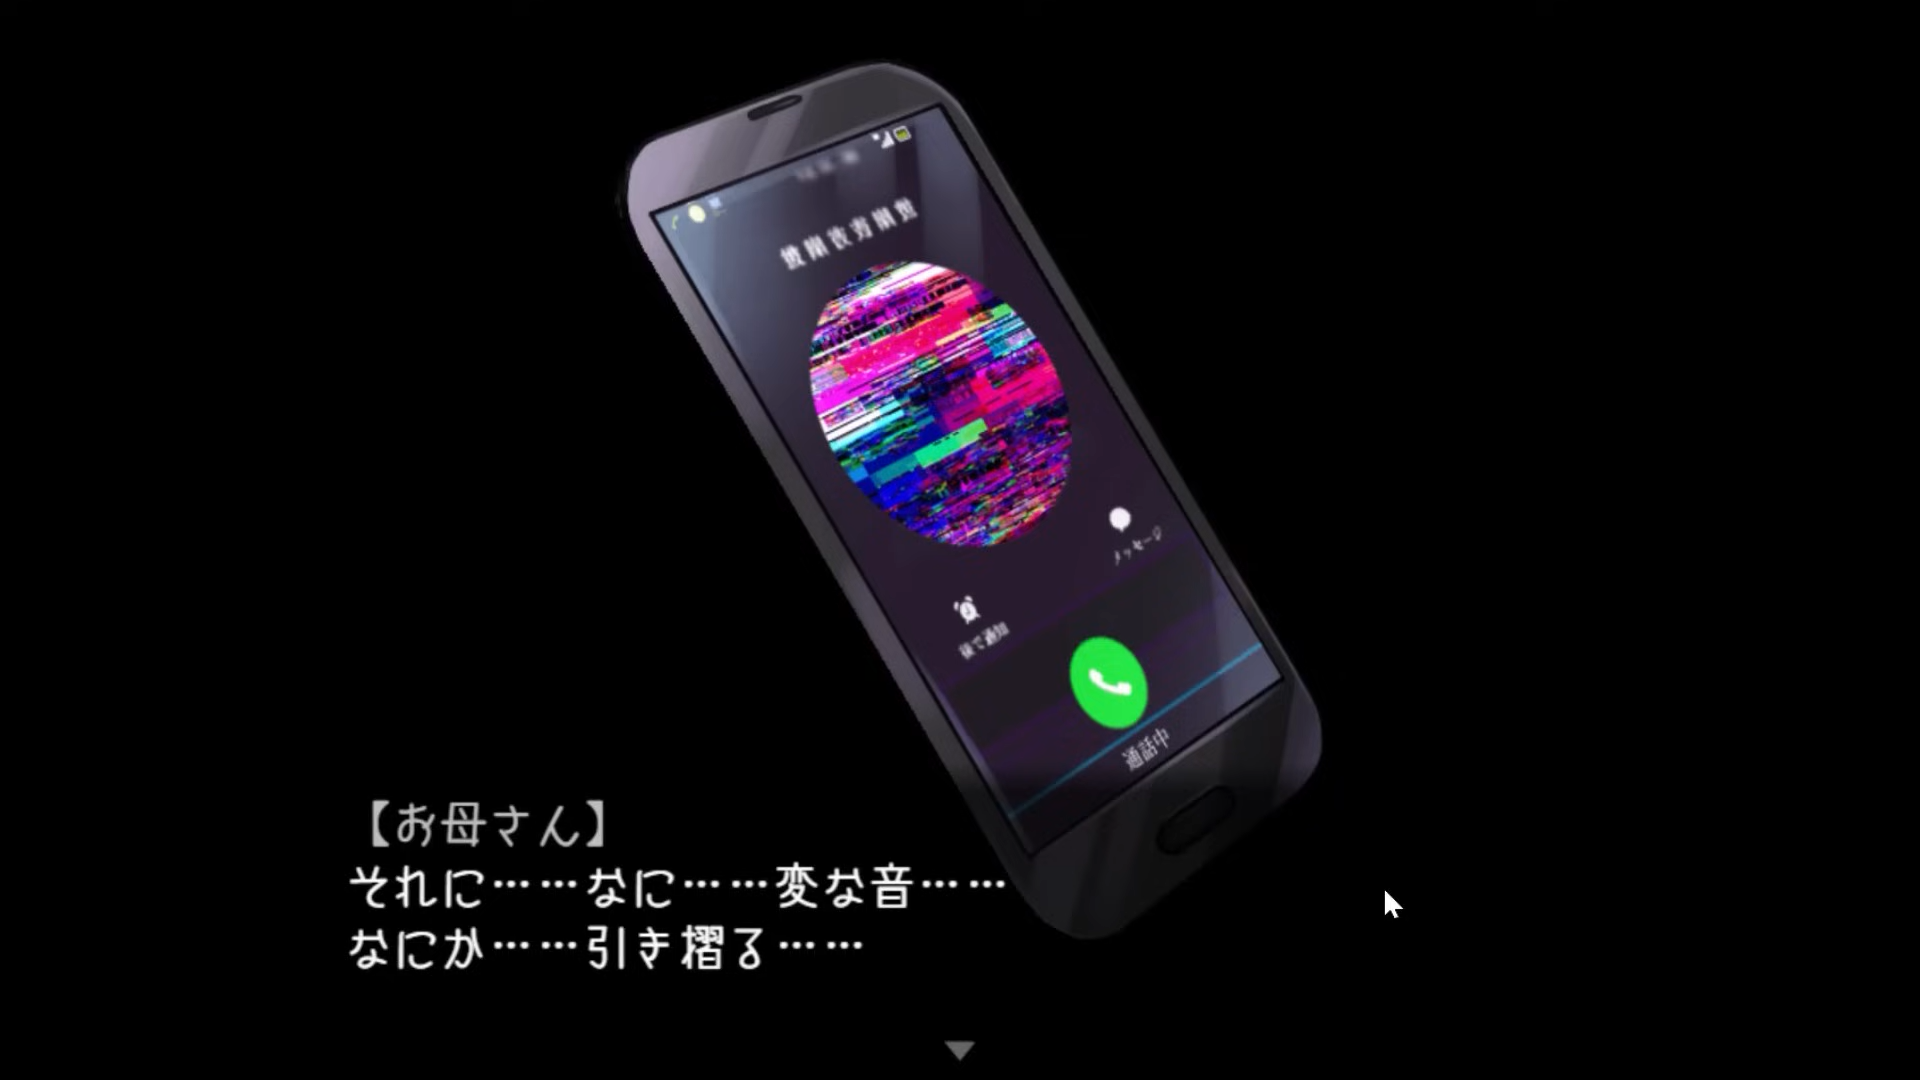 メッセージ
後で通知
通話中
【お母さん】
それに……なに……変な音……
なにか……引き摺る……